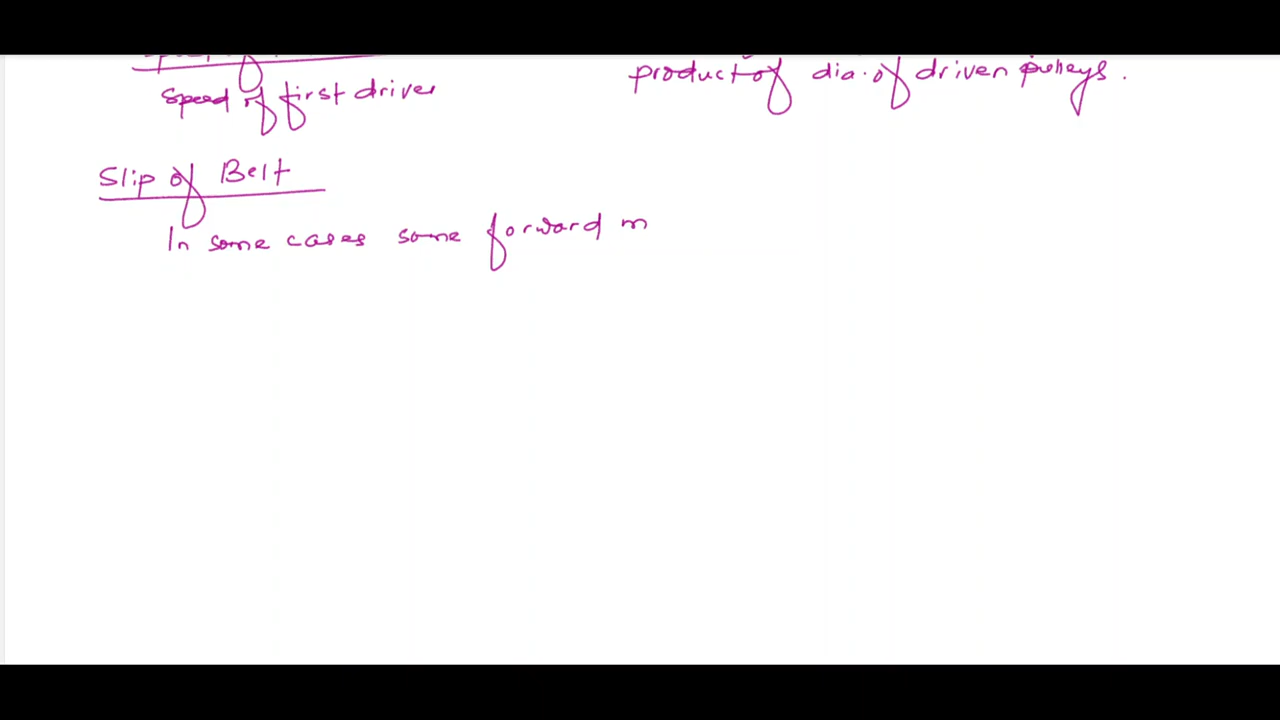 product of dia. of driven pulleys.
speed of first driver
Slip of Belt
In some cases some forward m